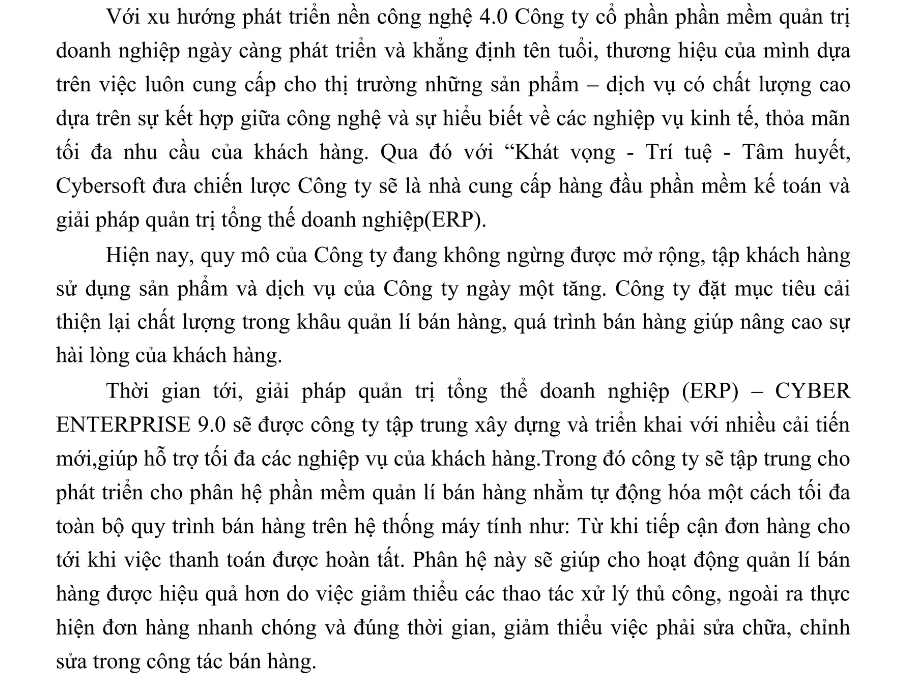 Với xu hướng phát triển nền công nghệ 4.0 Công ty cổ phần phần mềm quản trị
doanh nghiệp ngày càng phát triển và khẳng định tên tuổi, thương hiệu của mình dựa
trên việc luôn cung cấp cho thị trường những sản phẩm – dịch vụ có chất lượng cao
dựa trên sự kết hợp giữa công nghệ và sự hiểu biết về các nghiệp vụ kinh tế, thỏa mãn
tối đa nhu cầu của khách hàng. Qua đó với “Khát vọng - Trí tuệ - Tâm huyết,
Cybersoft đưa chiến lược Công ty sẽ là nhà cung cấp hàng đầu phần mềm kế toán và
giải pháp quản trị tổng thế doanh nghiệp(ERP).
Hiện nay, quy mô của Công ty đang không ngừng được mở rộng, tập khách hàng
sử dụng sản phẩm và dịch vụ của Công ty ngày một tăng. Công ty đặt mục tiêu cải
thiện lại chất lượng trong khâu quản lí bán hàng, quá trình bán hàng giúp nâng cao sự
hài lòng của khách hàng.
Thời gian tới, giải pháp quản trị tổng thể doanh nghiệp (ERP) – CYBER
ENTERPRISE 9.0 sẽ được công ty tập trung xây dựng và triển khai với nhiều cải tiến
mới,giúp hỗ trợ tối đa các nghiệp vụ của khách hàng.Trong đó công ty sẽ tập trung cho
phát triển cho phân hệ phần mềm quản lí bán hàng nhằm tự động hóa một cách tối đa
toàn bộ quy trình bán hàng trên hệ thống máy tính như: Từ khi tiếp cận đơn hàng cho
tới khi việc thanh toán được hoàn tất. Phân hệ này sẽ giúp cho hoạt động quản lí bán
hàng được hiệu quả hơn do việc giảm thiểu các thao tác xử lý thủ công, ngoài ra thực
hiện đơn hàng nhanh chóng và đúng thời gian, giảm thiểu việc phải sửa chữa, chỉnh
sửa trong công tác bán hàng.